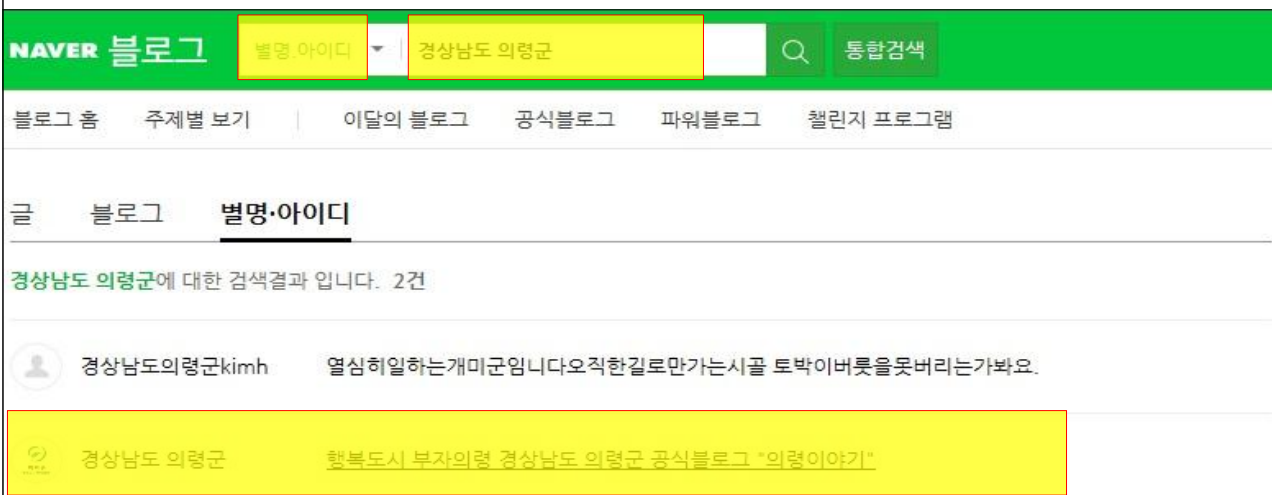 NAVER 블로그 별명.아이디 경상남도 의령군 통합검색
블로그 홈 주제별 보기 이달의 블로그 공식블로그 파워블로그 챌린지 프로그램
글 블로그 별명·아이디
경상남도 의령군에 대한 검색결과 입니다. 2건
경상남도의령군kimh 열심히일하는개미군임니다오직한길로만가는시골 토박이버릇을못버리는가봐요.
경상남도 의령군 행복도시 부자의령 경상남도 의령군 공식블로그 "의령이야기"